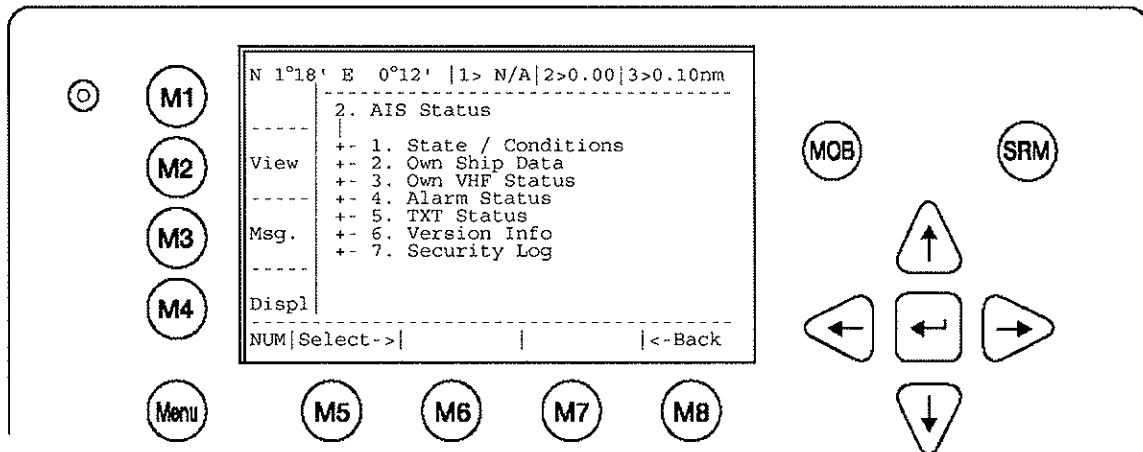 N 1°18' E 0°12' |1> N/A|2>0.00|3>0.10nm
M1
2. AIS Status
+- 1. State / Conditions
MOB
SRM
M2
View
+- 2. Own Ship Data
+- 3. Own VHF Status
+- 4. Alarm Status
+- 5. TXT Status
M3
Msg.
+- 6. Version Info
+- 7. Security Log
M4
Displ
NUM|Select->| | |<-Back
Menu
M5
M6
M7
M8